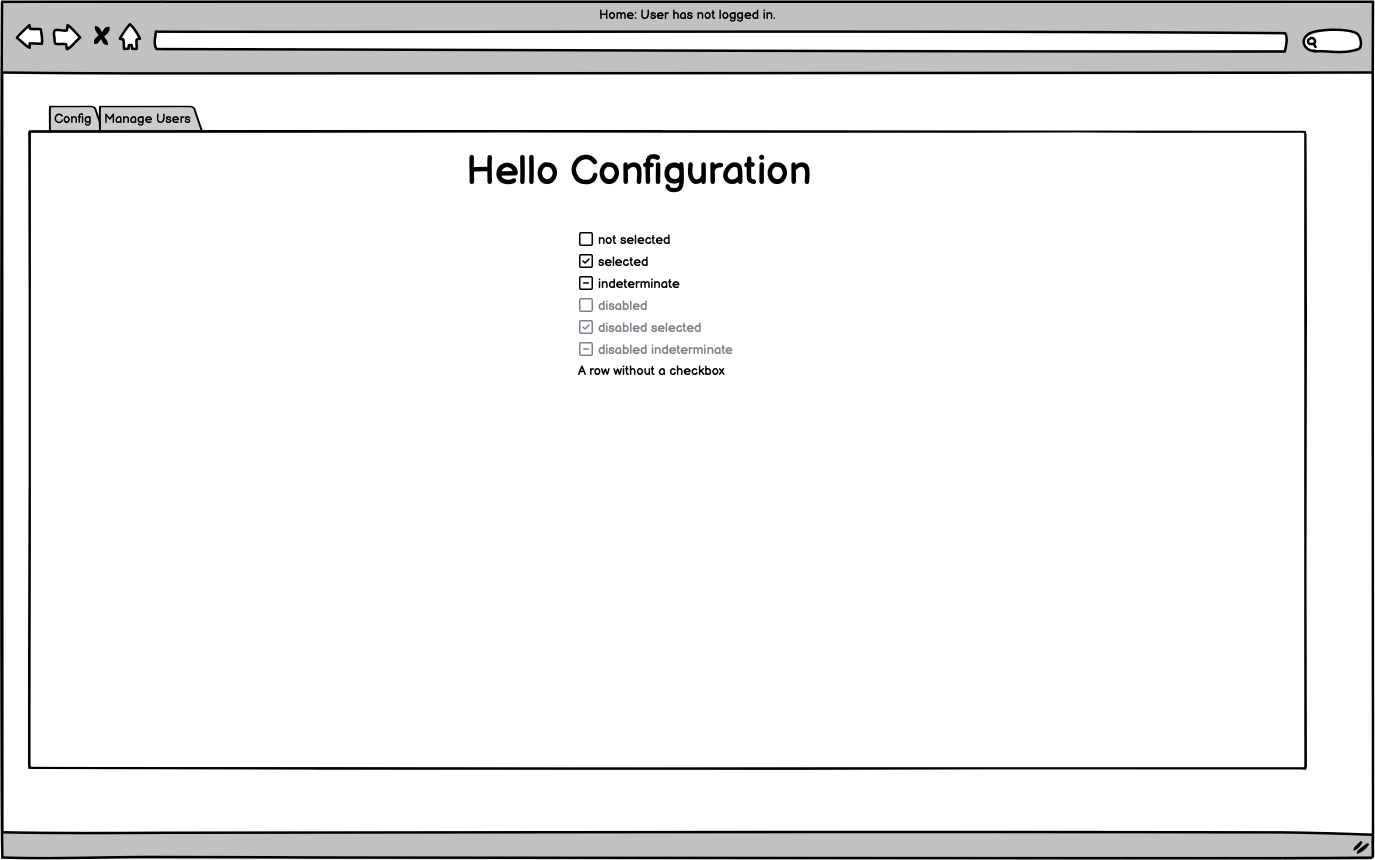 Home: User has not logged in.
Config
Manage Users
Hello Configuration
not selected
selected
indeterminate
disabled
disabled selected
disabled indeterminate
A row without a checkbox